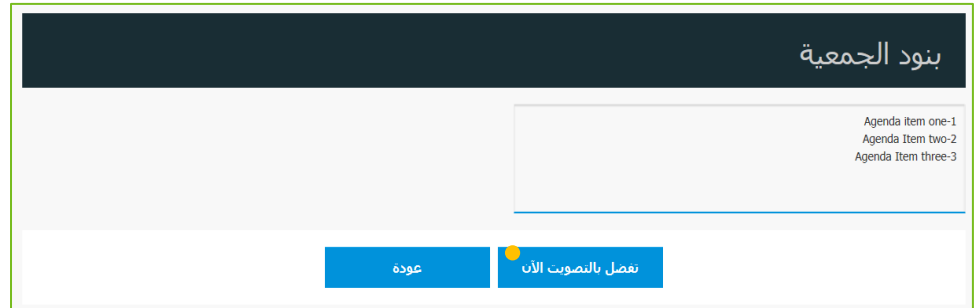 بنود الجمعية
Agenda item one-1
Agenda Item two-2
Agenda Item three-3
تفضل بالتصويت الآن
عودة